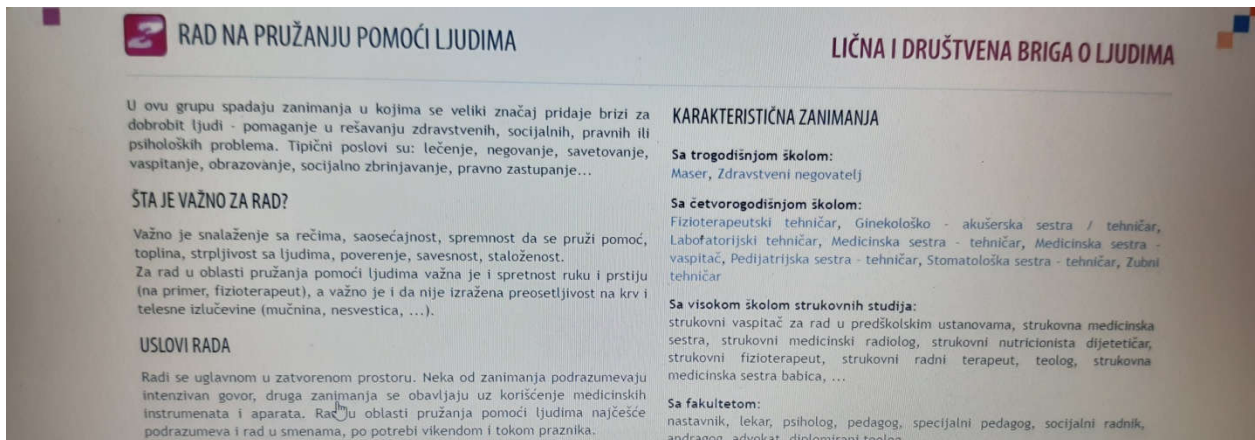 RAD NA PRUŽANJU POMOĆI LJUDIMA
LIČNA I DRUŠTVENA BRIGA O LJUDIMA
U ovu grupu spadaju zanimanja u kojima se veliki značaj pridaje brizi za
dobrobit ljudi - pomaganje u rešavanju zdravstvenih, socijalnih, pravnih ili
psiholoških problema. Tipični poslovi su: lečenje, negovanje, savetovanje,
vaspitanje, obrazovanje, socijalno zbrinjavanje, pravno zastupanje...
ŠTA JE VAŽNO ZA RAD?
Važno je snalaženje sa rečima, saosećajnost, spremnost da se pruži pomoć,
toplina, strpljivost sa ljudima, poverenje, savesnost, staloženost.
Za rad u oblasti pružanja pomoći ljudima važna je i spretnost ruku i prstiju
(na primer, fizioterapeut), a važno je i da nije izražena preosetljivost na krv i
telesne izlučevine (mučnina, nesvestica, ...).
USLOVI RADA
Radi se uglavnom u zatvorenom prostoru. Neka od zanimanja podrazumevaju
intenzivan govor, druga zanimanja se obavljaju uz korišćenje medicinskih
instrumenata i aparata. Rad u oblasti pružanja pomoći ljudima najčešće
podrazumeva i rad u smenama, po potrebi vikendom i tokom praznika.
KARAKTERISTIČNA ZANIMANJA
Sa trogodišnjom školom:
Maser, Zdravstveni negovatelj
Sa četvorogodišnjom školom:
Fizioterapeutski tehničar, Ginekološko - akušerska sestra / tehničar,
Laboratorijski tehničar, Medicinska sestra - tehničar, Medicinska sestra -
vaspitač, Pedijatrijska sestra - tehničar, Stomatološka sestra - tehničar, Zubni
tehničar
Sa visokom školom strukovnih studija:
strukovni vaspitač za rad u predškolskim ustanovama, strukovna medicinska
sestra, strukovni medicinski radiolog, strukovni nutricionista dijetetičar,
strukovni fizioterapeut, strukovni radni terapeut, teolog, strukovna
medicinska sestra babica, ...
Sa fakultetom:
nastavnik, lekar, psiholog, pedagog, specijalni pedagog, socijalni radnik,
andragog, advokat, diplomirani teolog